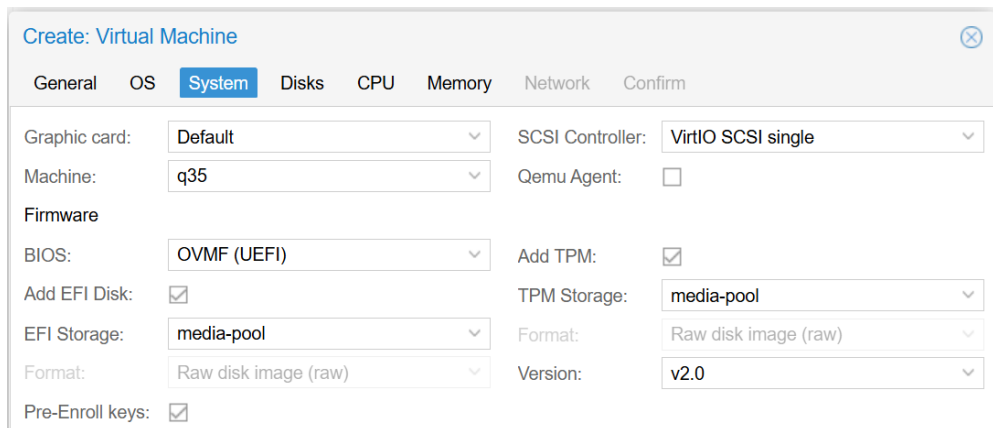 Create: Virtual Machine
General OS System Disks CPU Memory Network Confirm
Graphic card: Default SCSI Controller: VirtIO SCSI single
Machine: q35 Qemu Agent:
Firmware
BIOS: OVMF (UEFI) Add TPM:
Add EFI Disk: TPM Storage: media-pool
EFI Storage: media-pool Format: Raw disk image (raw)
Format: Raw disk image (raw) Version: v2.0
Pre-Enroll keys: